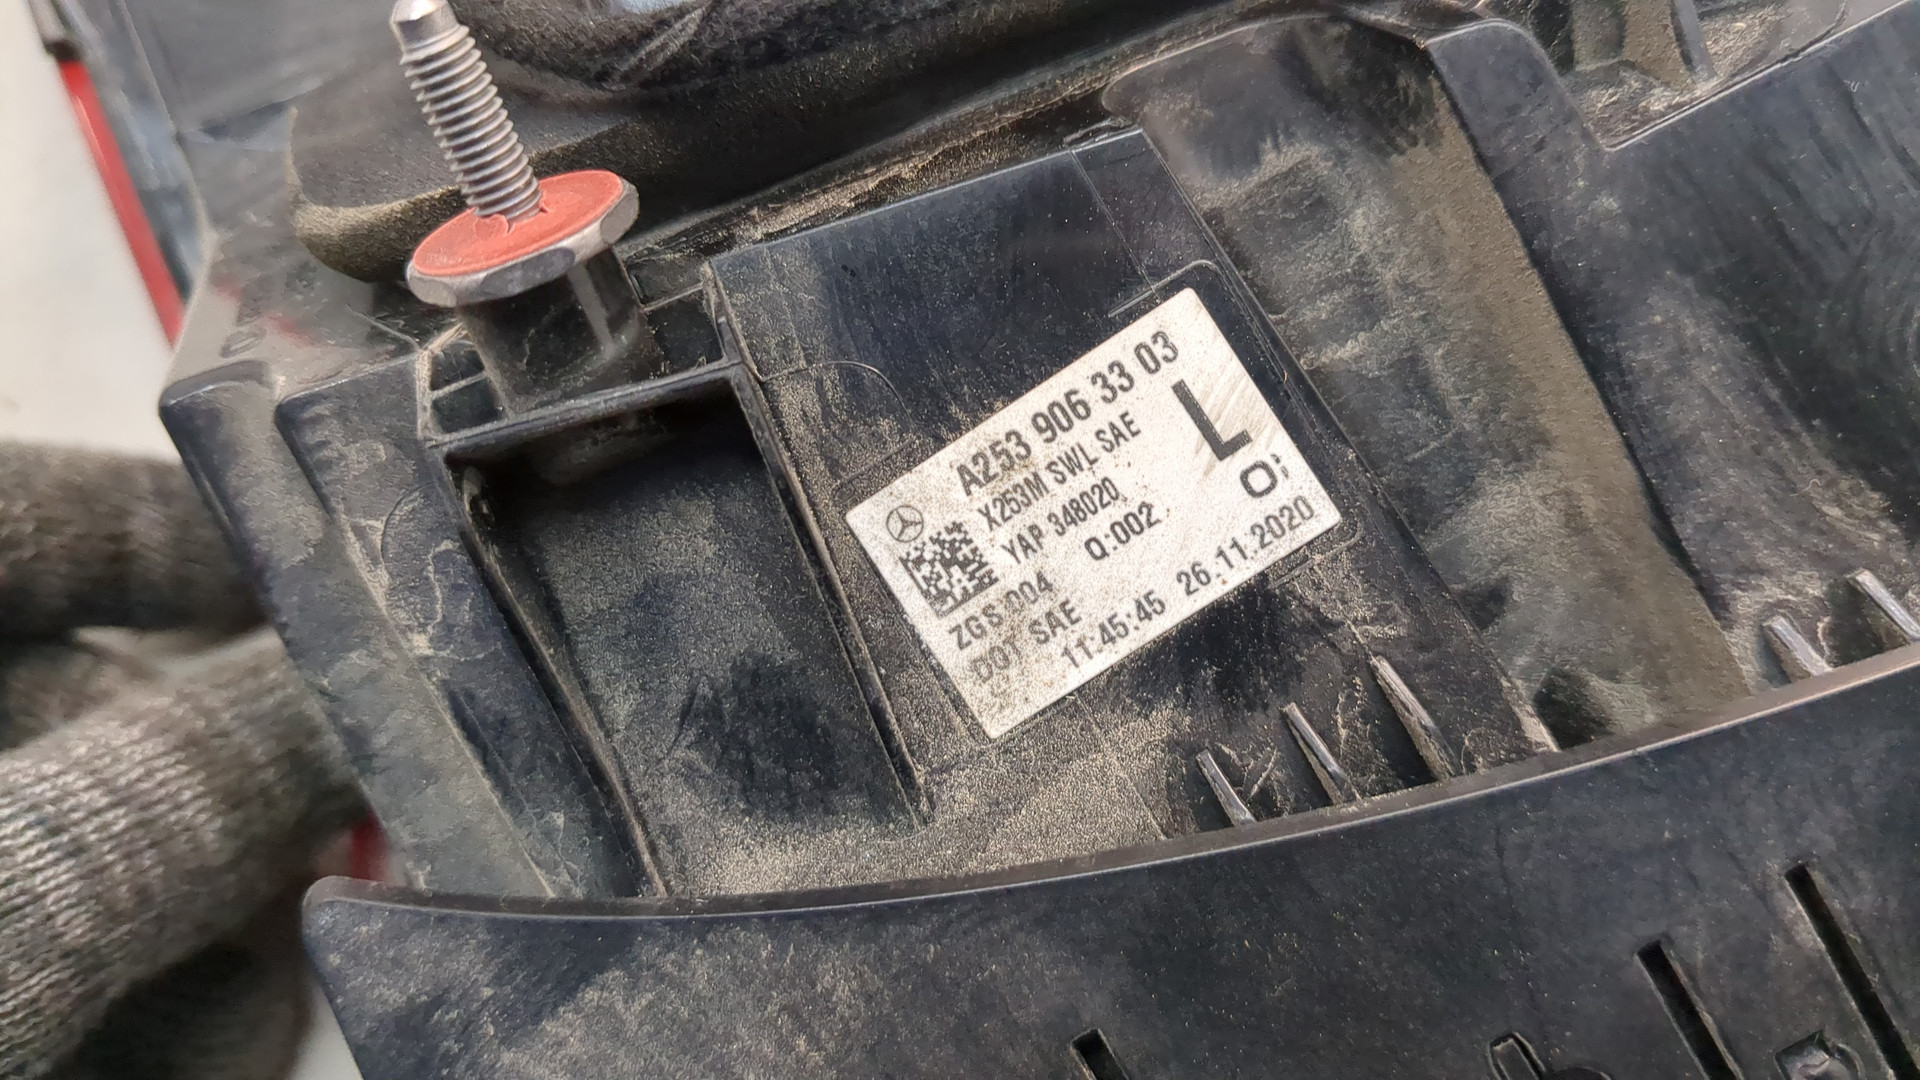 A253 906 33 03
X253M SWL SAE
L
YAP 348020
Q:002
ZGS 004
DOT SAE
11:45:45 26.11.2020